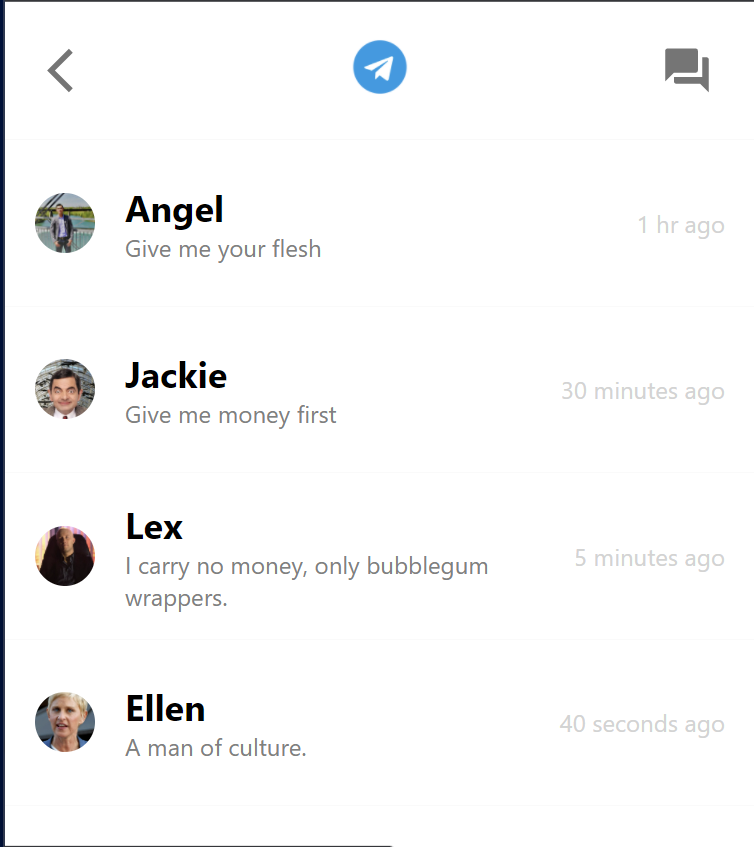 Angel
Give me your flesh
1 hr ago
Jackie
Give me money first
30 minutes ago
Lex
I carry no money, only bubblegum
wrappers.
5 minutes ago
Ellen
A man of culture.
40 seconds ago